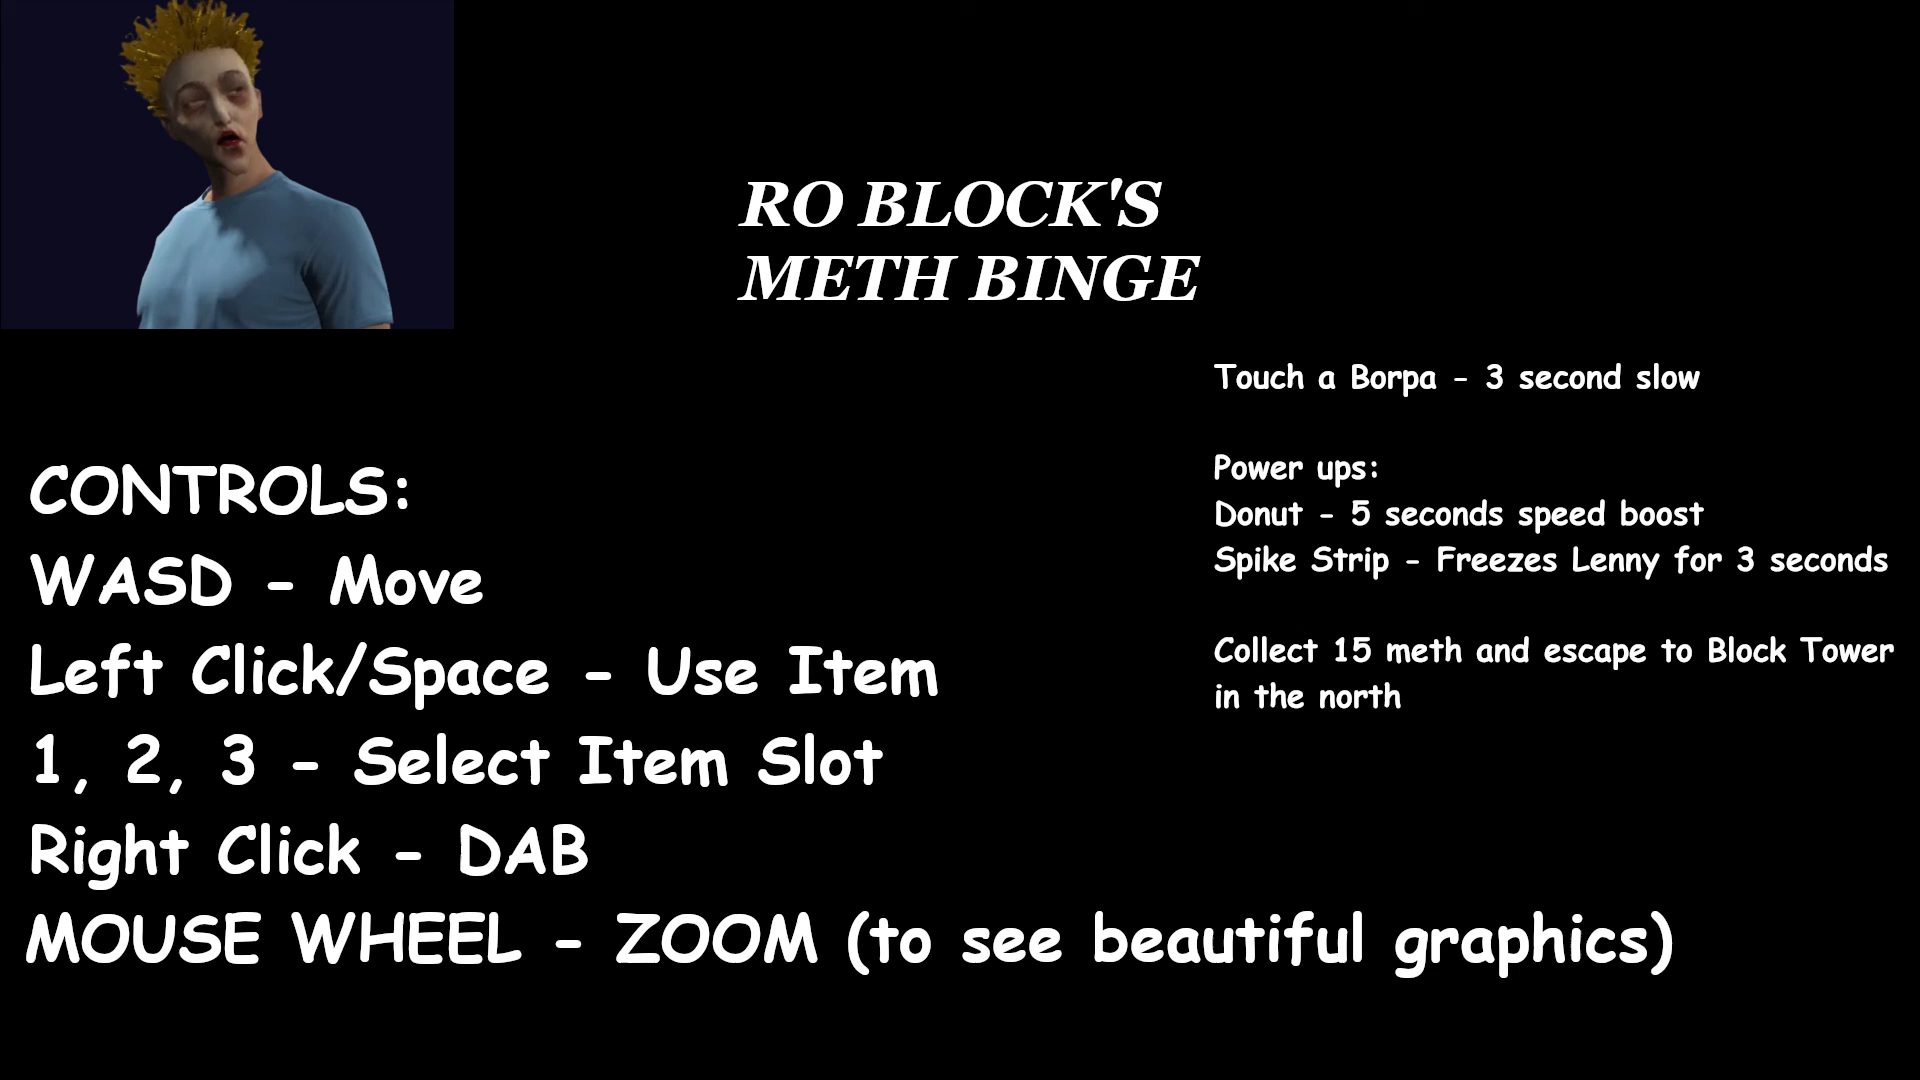 RO BLOCK'S
METH BINGE
Touch a Borpa - 3 second slow
Power ups:
Donut - 5 seconds speed boost
Spike Strip - Freezes Lenny for 3 seconds
Collect 15 meth and escape to Block Tower
in the north
CONTROLS:
WASD - Move
Left Click/Space - Use Item
1, 2, 3 - Select Item Slot
Right Click - DAB
MOUSE WHEEL - ZOOM (to see beautiful graphics)